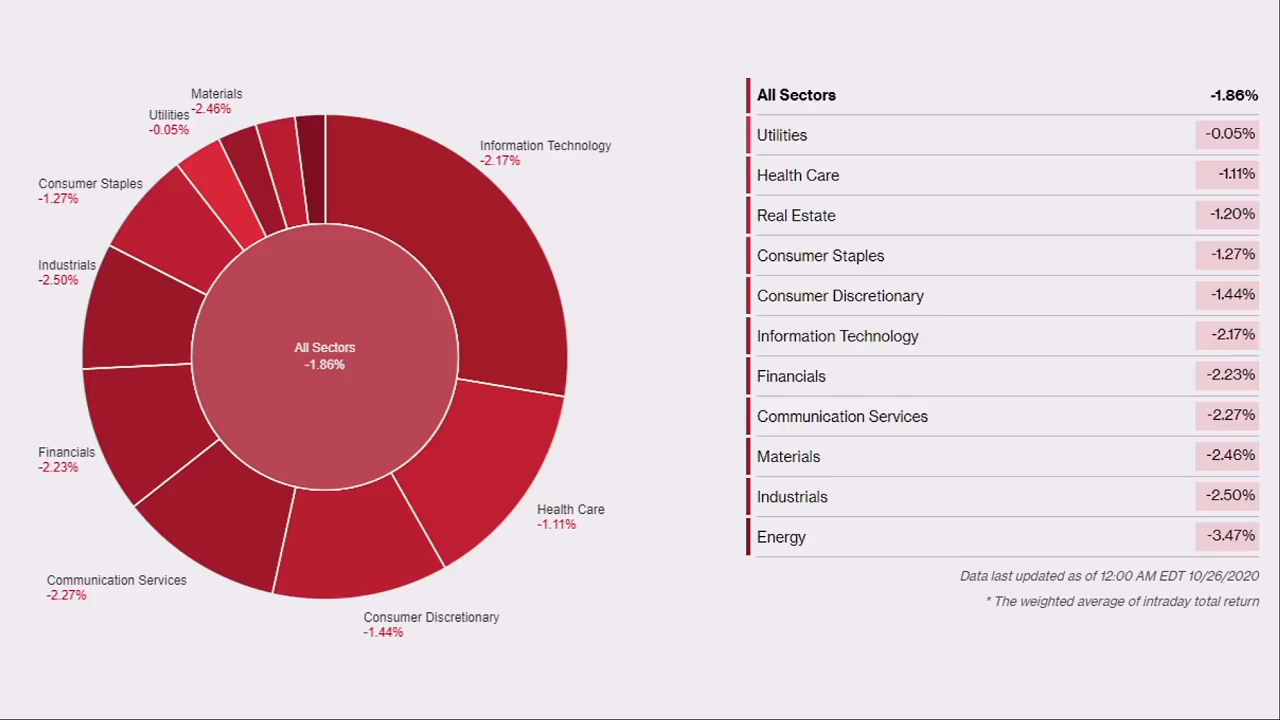 Materials
-2.46%
Utilities
-0.05%
Information Technology
-2.17%
Consumer Staples
-1.27%
Industrials
-2.50%
All Sectors
-1.86%
Financials
-2.23%
Health Care
-1.11%
Communication Services
-2.27%
Consumer Discretionary
-1.44%
All Sectors -1.86%
Utilities -0.05%
Health Care -1.11%
Real Estate -1.20%
Consumer Staples -1.27%
Consumer Discretionary -1.44%
Information Technology -2.17%
Financials -2.23%
Communication Services -2.27%
Materials -2.46%
Industrials -2.50%
Energy -3.47%
Data last updated as of 12:00 AM EDT 10/26/2020
* The weighted average of intraday total return